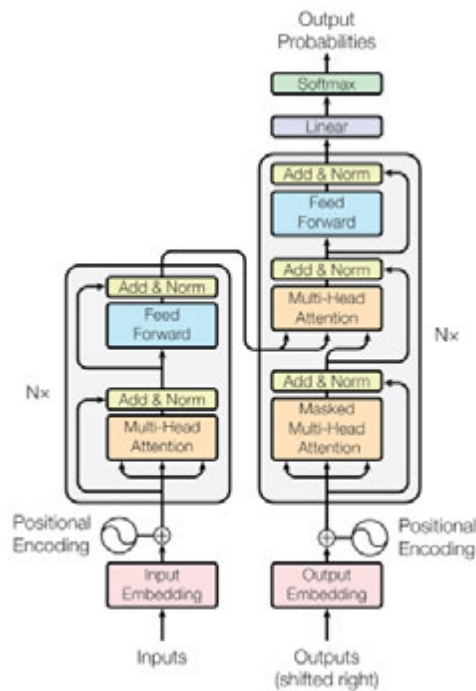 Output
Probabilities
Softmax
Linear
Add & Norm
Feed
Forward
Add & Norm
Multi-Head
Attention
Nx
Add & Norm
Masked
Multi-Head
Attention
Add & Norm
Feed
Forward
Nx
Add & Norm
Multi-Head
Attention
Positional
Encoding
Positional
Encoding
Input
Embedding
Output
Embedding
Inputs
Outputs
(shifted right)